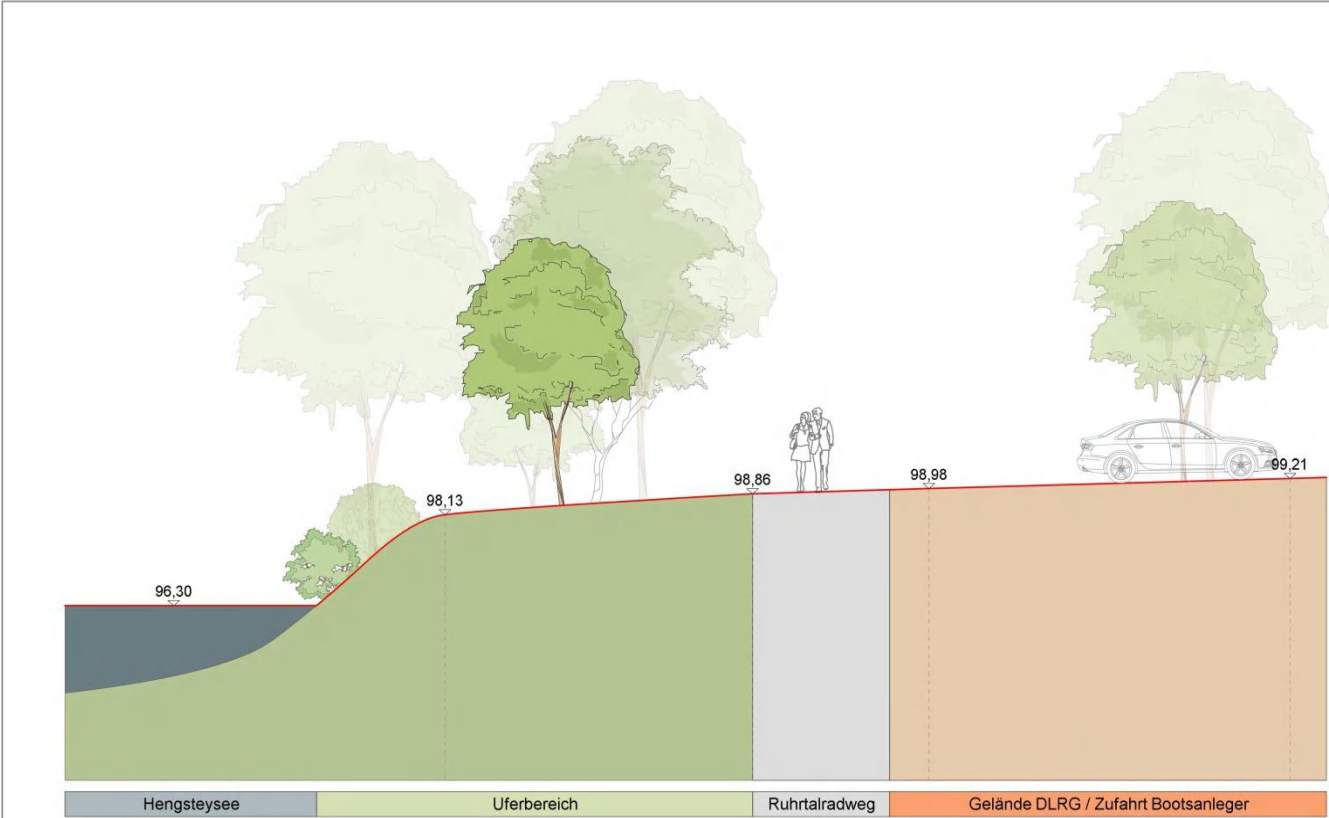 99,21
98,86
98,98
98,13
96,30
Hengsteysee
Uferbereich
Ruhrtalradweg
Gelände DLRG / Zufahrt Bootsanleger